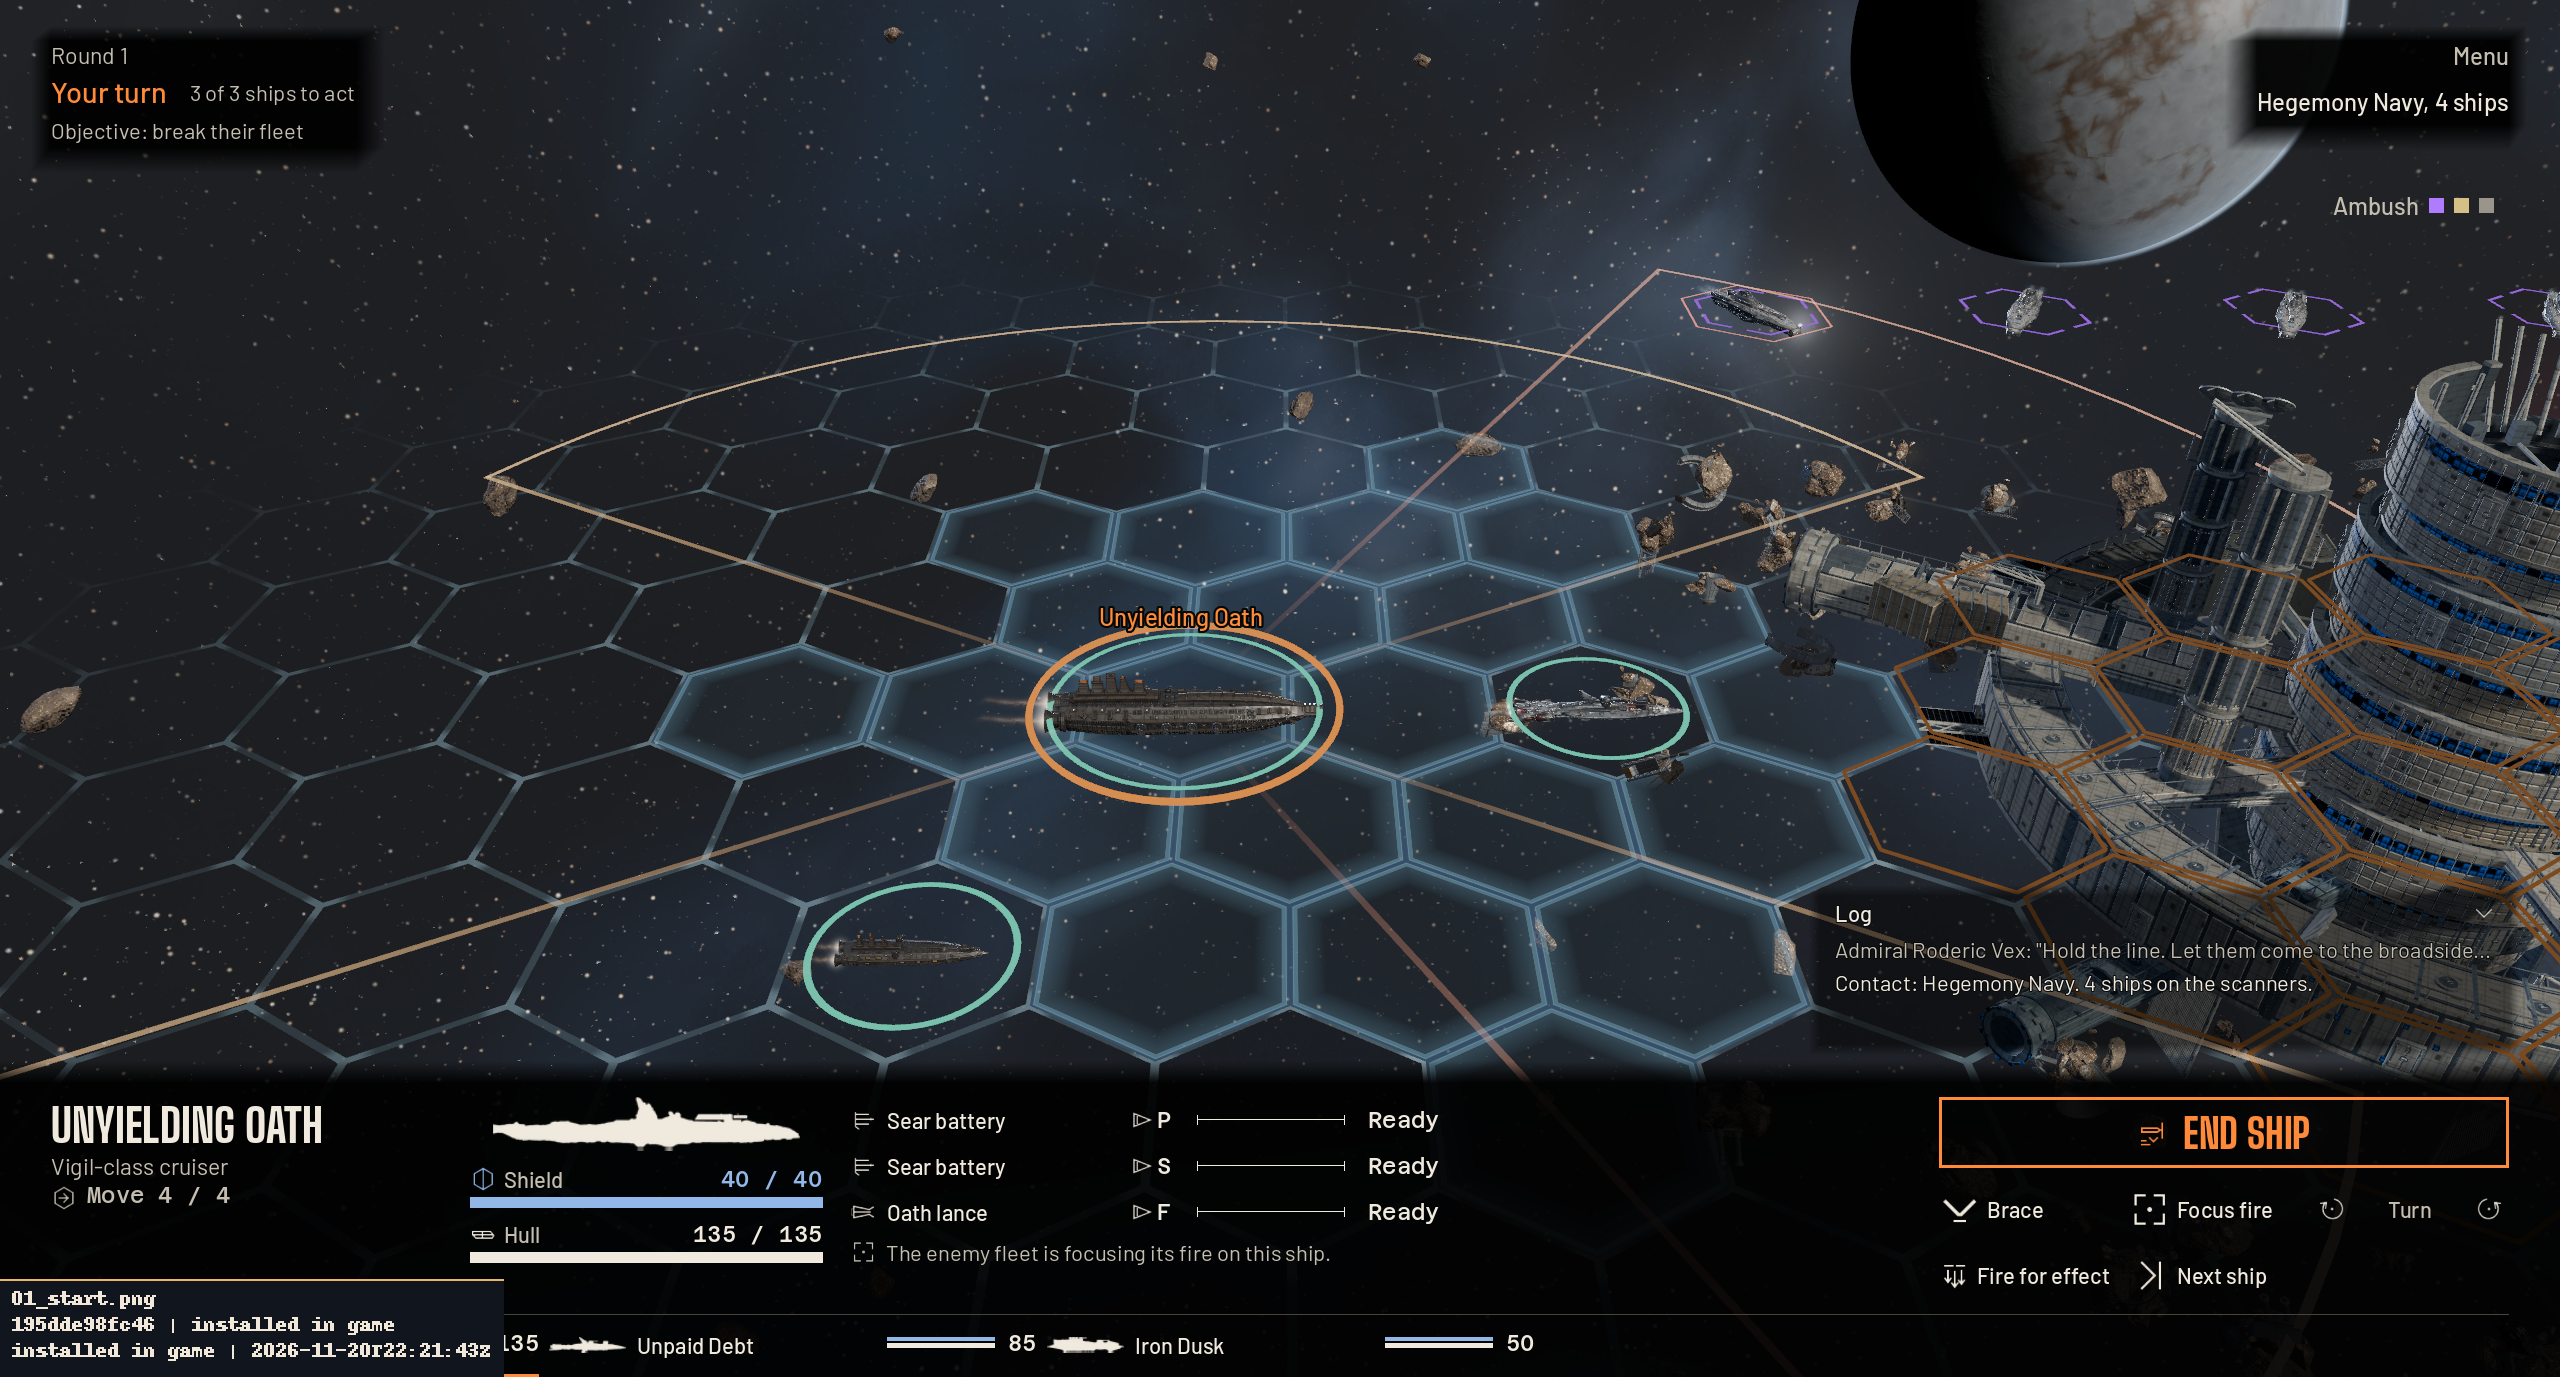 Round 1
Your turn 3 of 3 ships to act
Objective: break their fleet
Menu
Hegemony Navy, 4 ships
Ambush
Unyielding Oath
Log
Admiral Roderic Vex: "Hold the line. Let them come to the broadside...
Contact: Hegemony Navy. 4 ships on the scanners.
UNYIELDING OATH
Vigil-class cruiser
Move 4 / 4
Shield 40 / 40
Hull 135 / 135
Sear battery P Ready
Sear battery S Ready
Oath lance F Ready
The enemy fleet is focusing its fire on this ship.
END SHIP
Brace Focus fire Turn
Fire for effect Next ship
135 Unpaid Debt 85 Iron Dusk 50
01_start.png
195dde98fc46 | installed in game
installed in game | 2026-11-20T22:21:43Z